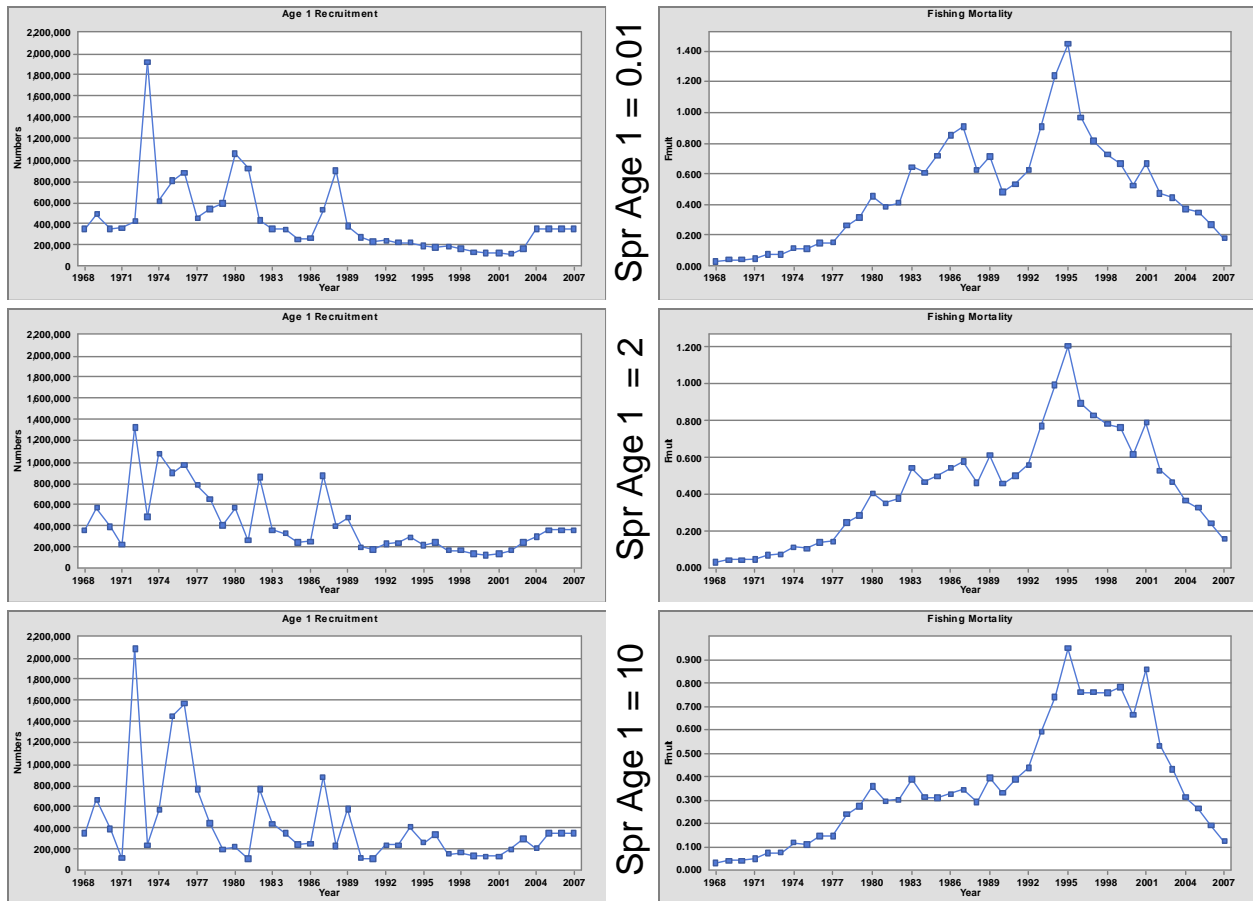 Age 1 Recruitment
2,200,000
2,000,000
1,800,000
1,600,000
1,400,000
1,200,000
1,000,000
800,000
600,000
400,000
200,000
0
Numbers
1968 1971 1974 1977 1980 1983 1986 1989 1992 1995 1998 2001 2004 2007
Year
Spr Age 1 = 0.01
Fishing Mortality
1.400
1.200
1.000
0.800
0.600
0.400
0.200
0.000
Fmult
1968 1971 1974 1977 1980 1983 1986 1989 1992 1995 1998 2001 2004 2007
Year
Age 1 Recruitment
2,200,000
2,000,000
1,800,000
1,600,000
1,400,000
1,200,000
1,000,000
800,000
600,000
400,000
200,000
0
Numbers
1968 1971 1974 1977 1980 1983 1986 1989 1992 1995 1998 2001 2004 2007
Year
Spr Age 1 = 2
Fishing Mortality
1.200
1.000
0.800
0.600
0.400
0.200
0.000
Fmult
1968 1971 1974 1977 1980 1983 1986 1989 1992 1995 1998 2001 2004 2007
Year
Age 1 Recruitment
2,200,000
2,000,000
1,800,000
1,600,000
1,400,000
1,200,000
1,000,000
800,000
600,000
400,000
200,000
0
Numbers
1968 1971 1974 1977 1980 1983 1986 1989 1992 1995 1998 2001 2004 2007
Year
Spr Age 1 = 10
Fishing Mortality
0.900
0.800
0.700
0.600
0.500
0.400
0.300
0.200
0.100
0.000
Fmult
1968 1971 1974 1977 1980 1983 1986 1989 1992 1995 1998 2001 2004 2007
Year